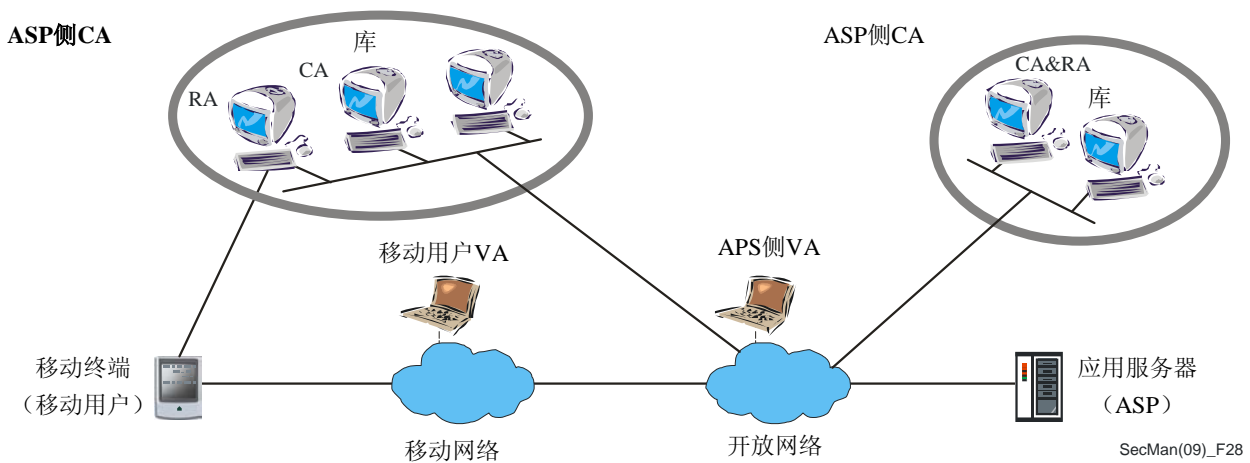 ASP侧CA
库
CA
RA
ASP侧CA
CA&RA
库
移动用户VA
APS侧VA
移动终端
（移动用户）
移动网络
开放网络
应用服务器
（ASP）
SecMan(09)_F28